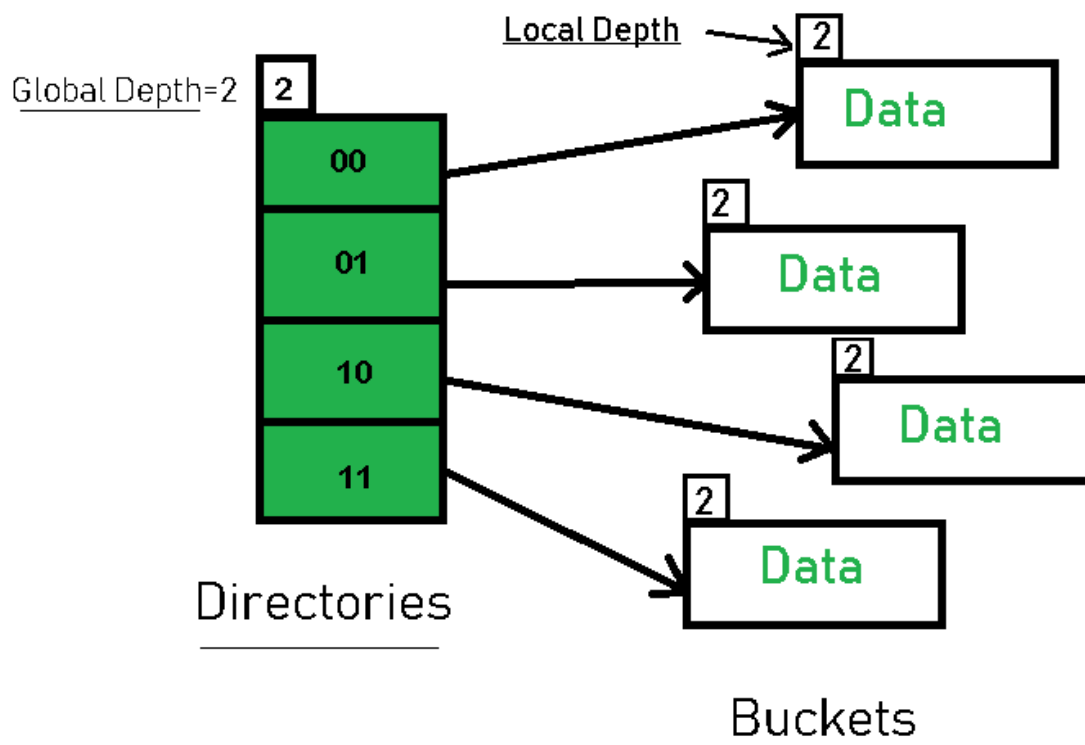 Local Depth
2
Data
Global Depth=2
2
00
01
10
11
2
Data
2
Data
2
Data
Directories
Buckets